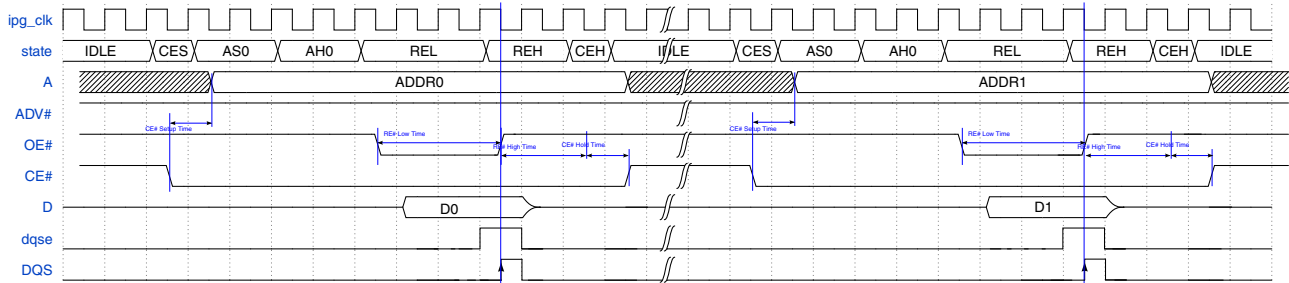 ipg_clk
state IDLE CES AS0 AH0 REL REH CEH IDLE CES AS0 AH0 REL REH CEH IDLE
A ADDR0 ADDR1
ADV#
CE# Setup Time CE# Setup Time
RE# Low Time RE# Low Time
OE#
RE# High Time CE# Hold Time RE# High Time CE# Hold Time
CE#
D D0 D1
dqse
DQS